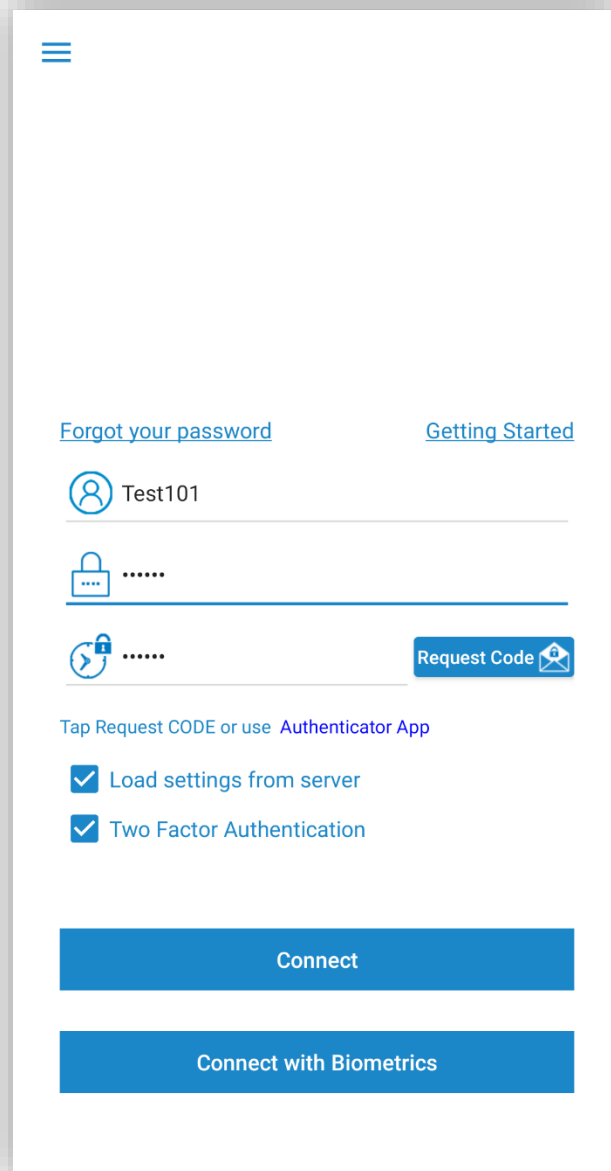 Forgot your password Getting Started
Test101
••••••
••••••
Request Code
Tap Request CODE or use Authenticator App
Load settings from server
Two Factor Authentication
Connect
Connect with Biometrics